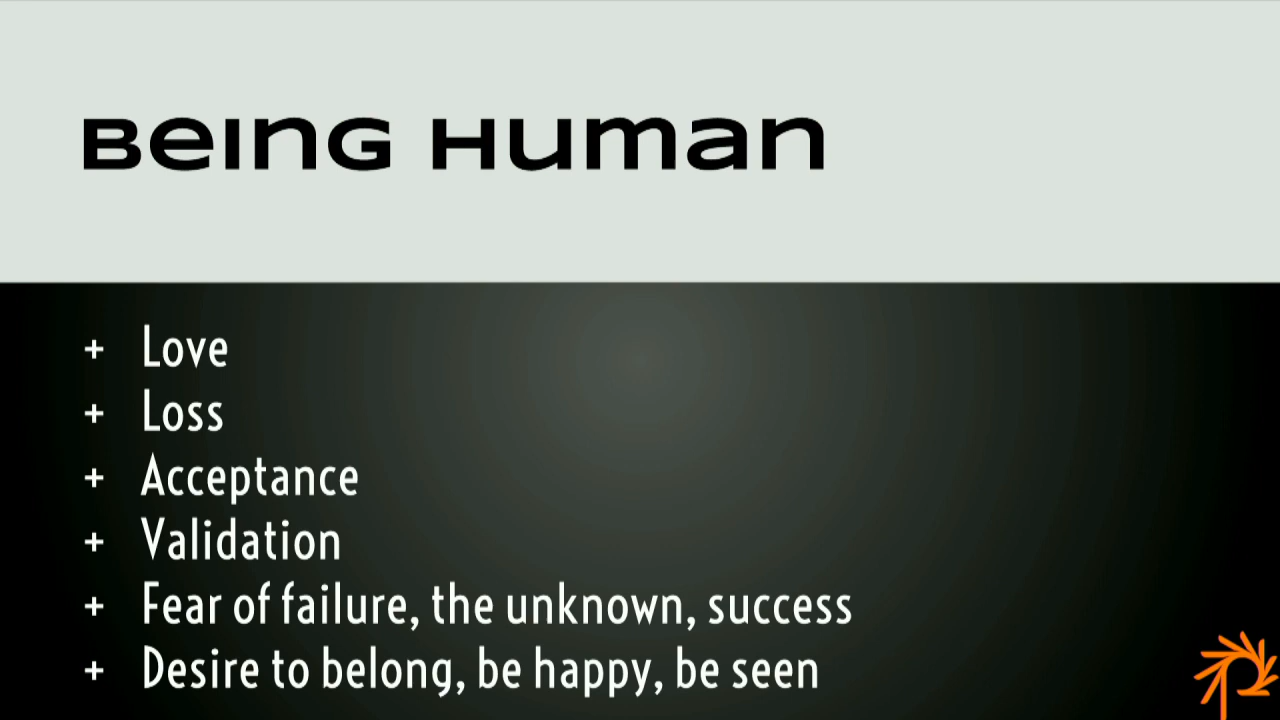 Being Human
+ Love
+ Loss
+ Acceptance
+ Validation
+ Fear of failure, the unknown, success
+ Desire to belong, be happy, be seen